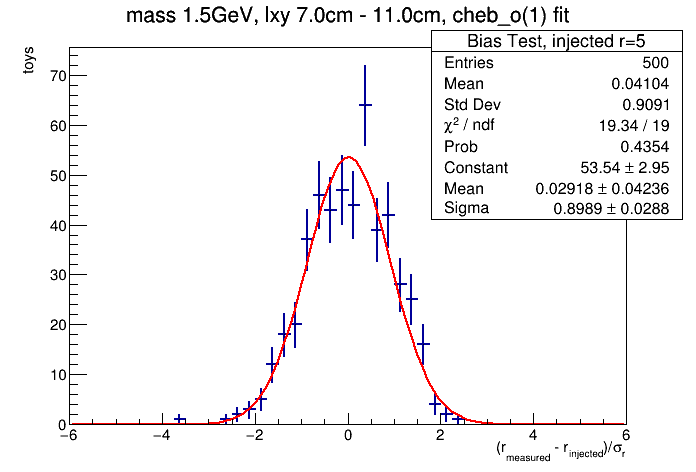 mass 1.5GeV, lxy 7.0cm - 11.0cm, cheb_o(1) fit
Bias Test, injected r=5
Entries 500
Mean 0.04104
Std Dev 0.9091
χ² / ndf 19.34 / 19
Prob 0.4354
Constant 53.54 ± 2.95
Mean 0.02918 ± 0.04236
Sigma 0.8989 ± 0.0288
toys
70
60
50
40
30
20
10
0
−6 −4 −2 0 2 4 6
(r_measured - r_injected)/σ_r